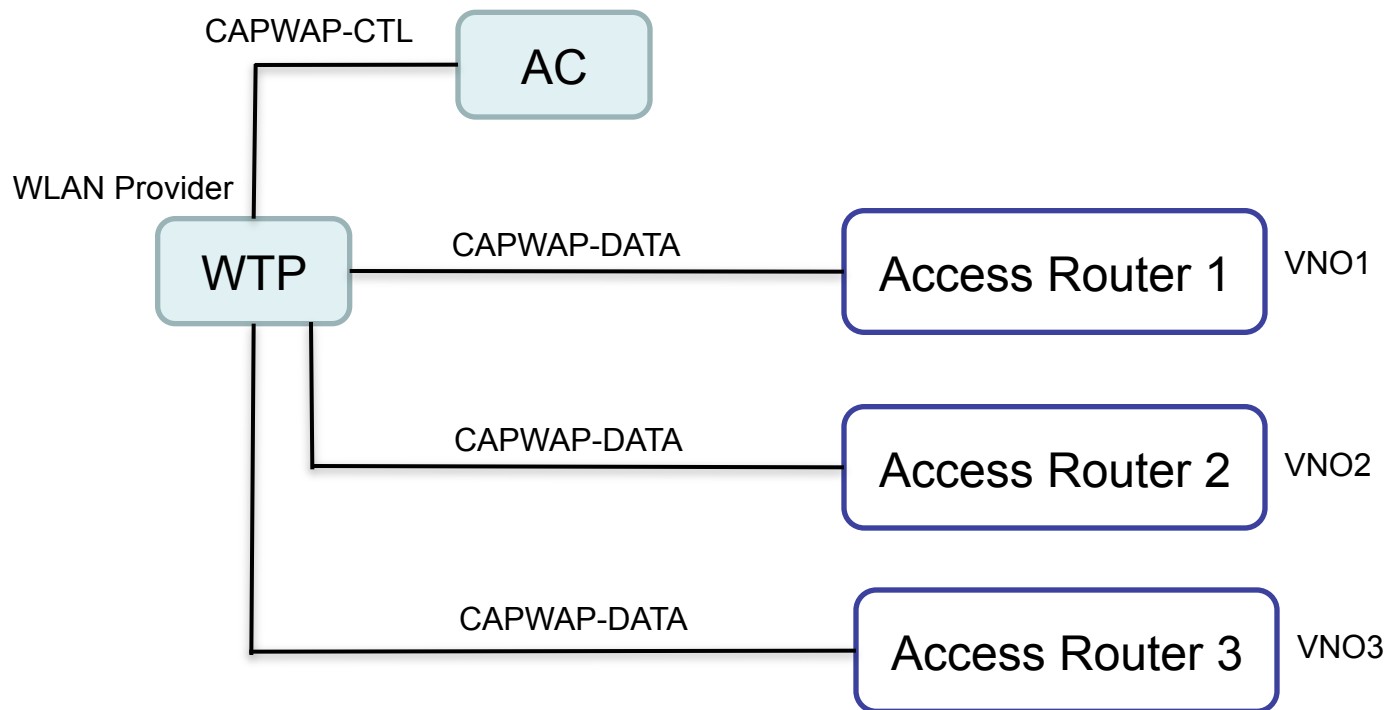 CAPWAP-CTL
AC
WLAN Provider
WTP
CAPWAP-DATA
Access Router 1
VNO1
CAPWAP-DATA
Access Router 2
VNO2
CAPWAP-DATA
Access Router 3
VNO3